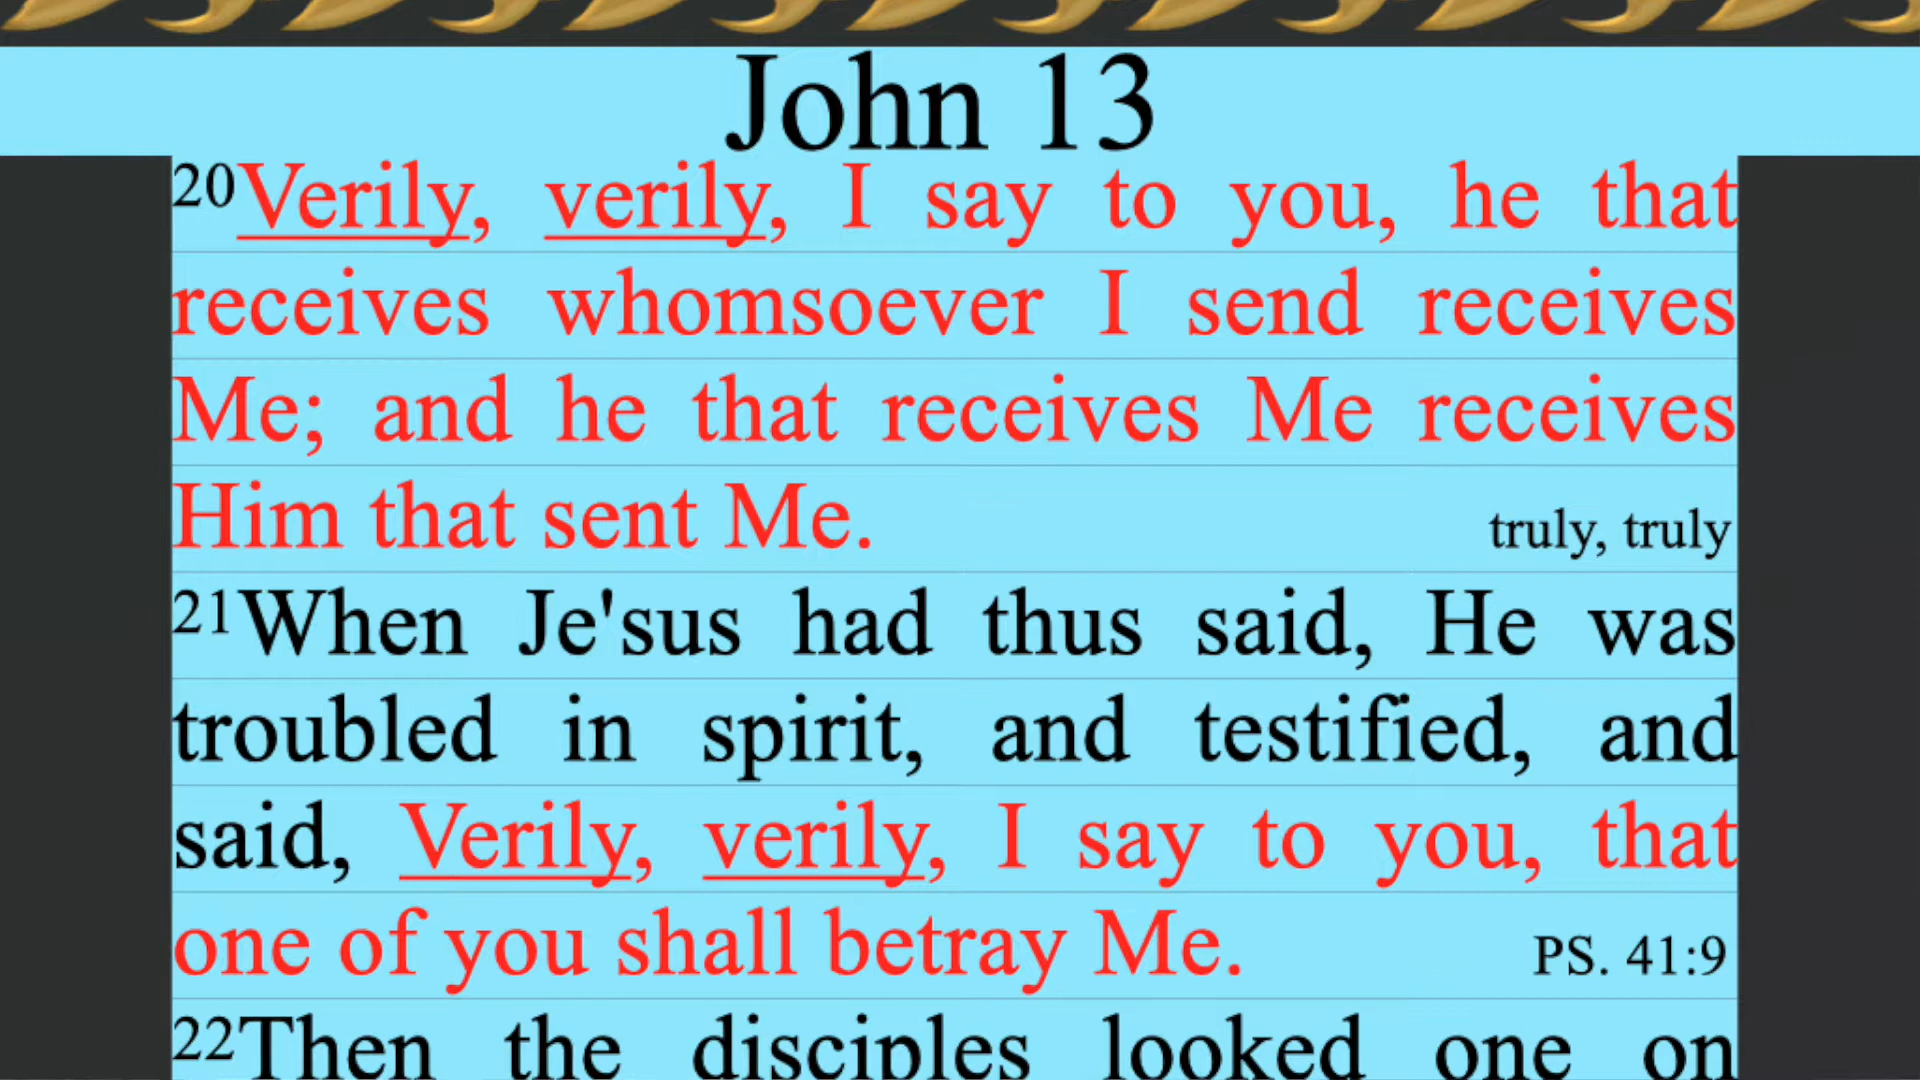 John 13
20Verily, verily, I say to you, he that
receives whomsoever I send receives
Me; and he that receives Me receives
Him that sent Me. truly, truly
21When Je'sus had thus said, He was
troubled in spirit, and testified, and
said, Verily, verily, I say to you, that
one of you shall betray Me. PS. 41:9
22Then the disciples looked one on